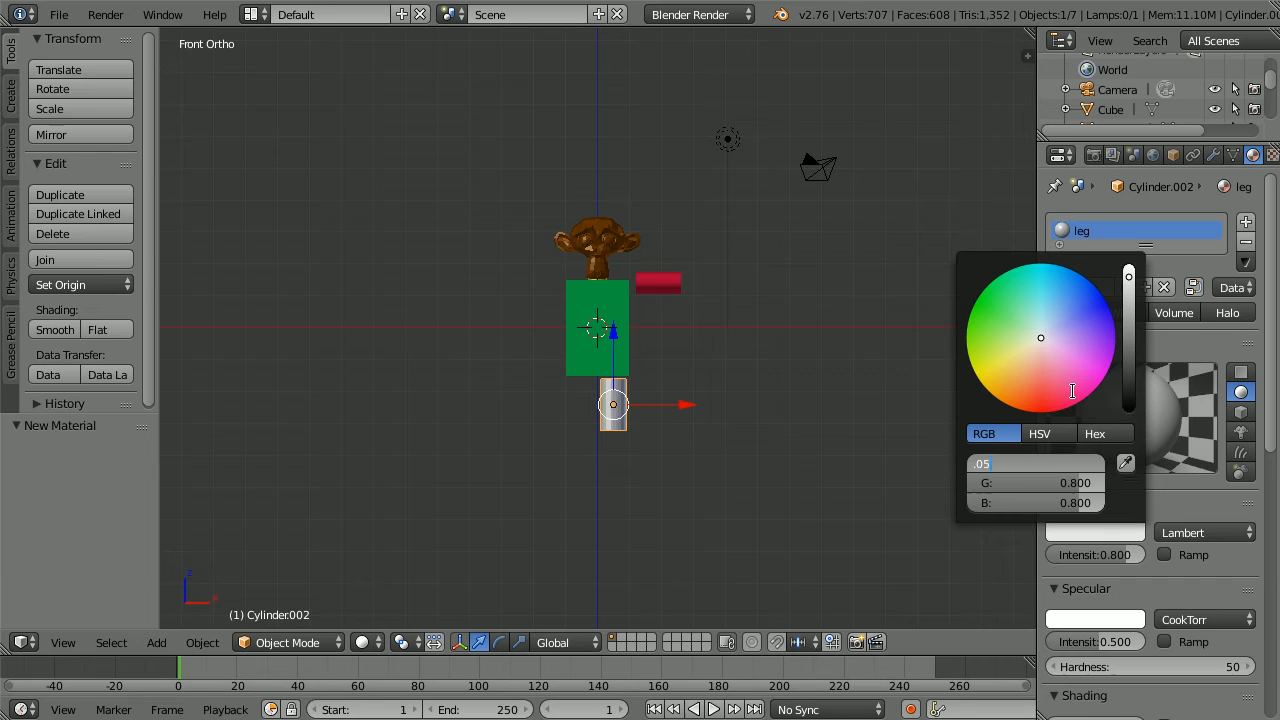 File Render Window Help Default Scene Blender Render v2.76 | Verts:707 | Faces:608 | Tris:1,352 | Objects:1/7 | Lamps:0/1 | Mem:11.10M | Cylinder.0
Tools
Create
Relations
Animation
Physics
Grease Pencil
Transform
Translate
Rotate
Scale
Mirror
Edit
Duplicate
Duplicate Linked
Delete
Join
Set Origin
Shading:
Smooth Flat
Data Transfer:
Data Data La
History
New Material
Front Ortho
(1) Cylinder.002
View Search All Scenes
World
Camera
Cube
Cylinder.002 leg
leg
Data
Volume Halo
RGB HSV Hex
.05
G: 0.800
B: 0.800
Lambert
Intensit:0.800 Ramp
Specular
CookTorr
Intensit:0.500 Ramp
Hardness: 50
Shading
View Select Add Object Object Mode Global
-40 -20 0 20 40 60 80 100 120 140 160 180 200 220 240 260
View Marker Frame Playback Start: 1 End: 250 1 No Sync